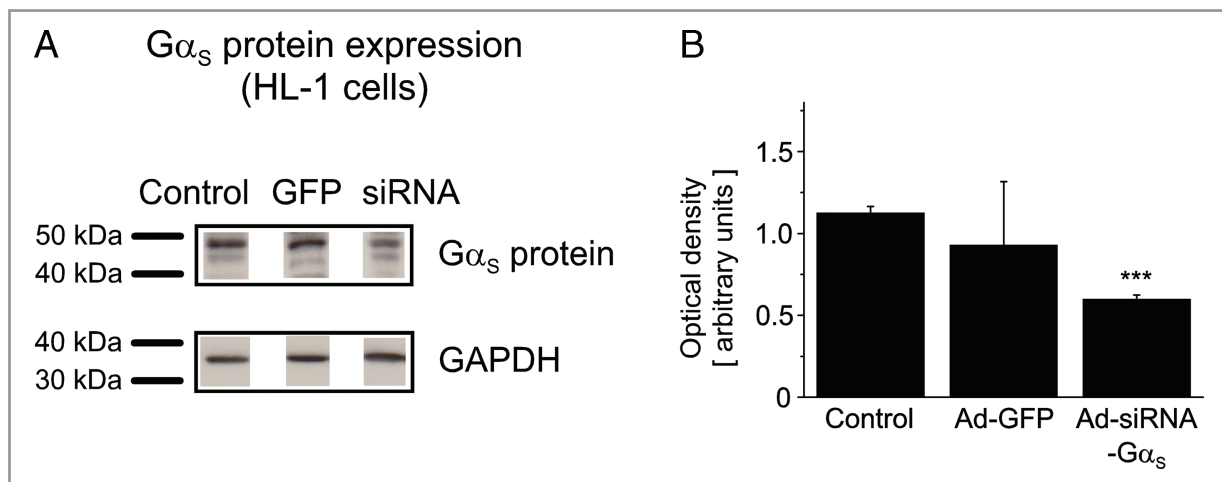 A
Gαs protein expression
(HL-1 cells)
Control GFP siRNA
50 kDa
40 kDa
Gαs protein
40 kDa
30 kDa
GAPDH
B
Optical density
[ arbitrary units ]
1.5
1.0
0.5
0
***
Control Ad-GFP Ad-siRNA
-Gαs